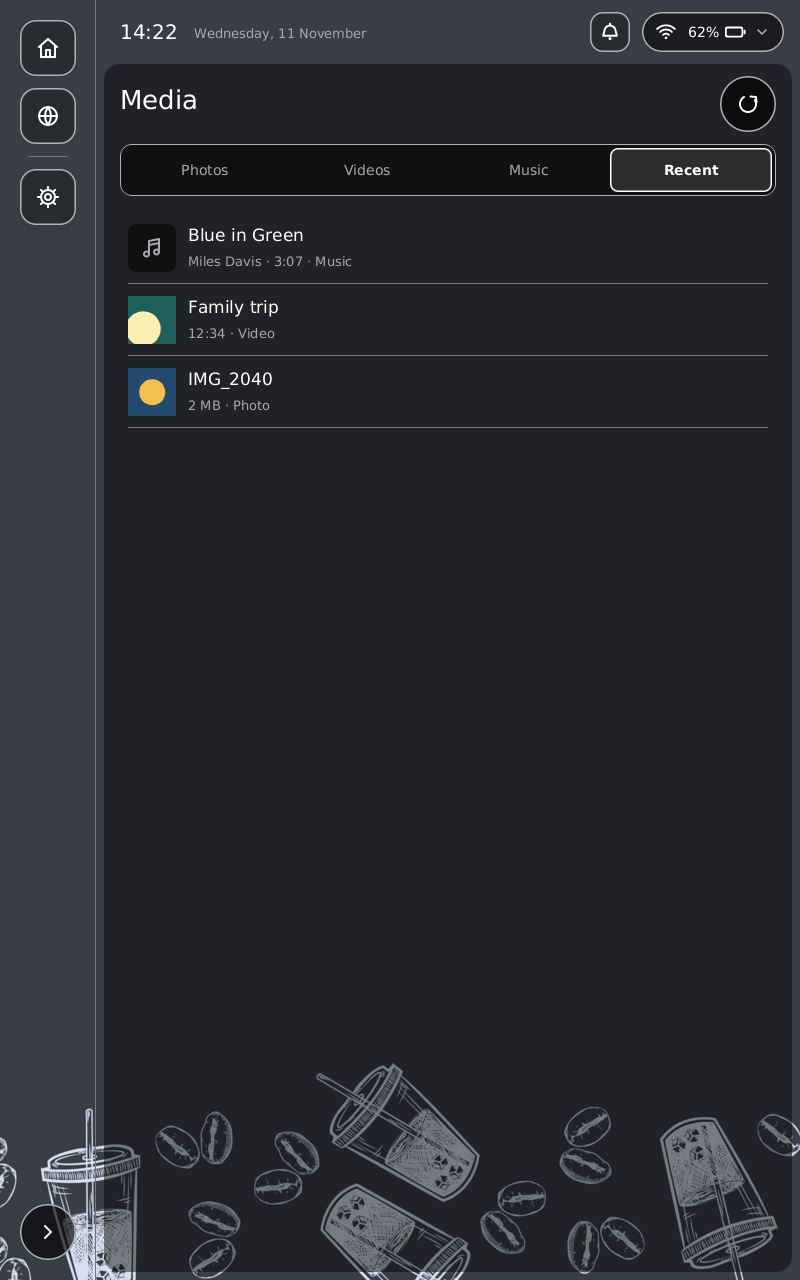 14:22 Wednesday, 11 November 62%
Media
Photos Videos Music Recent
Blue in Green
Miles Davis · 3:07 · Music
Family trip
12:34 · Video
IMG_2040
2 MB · Photo